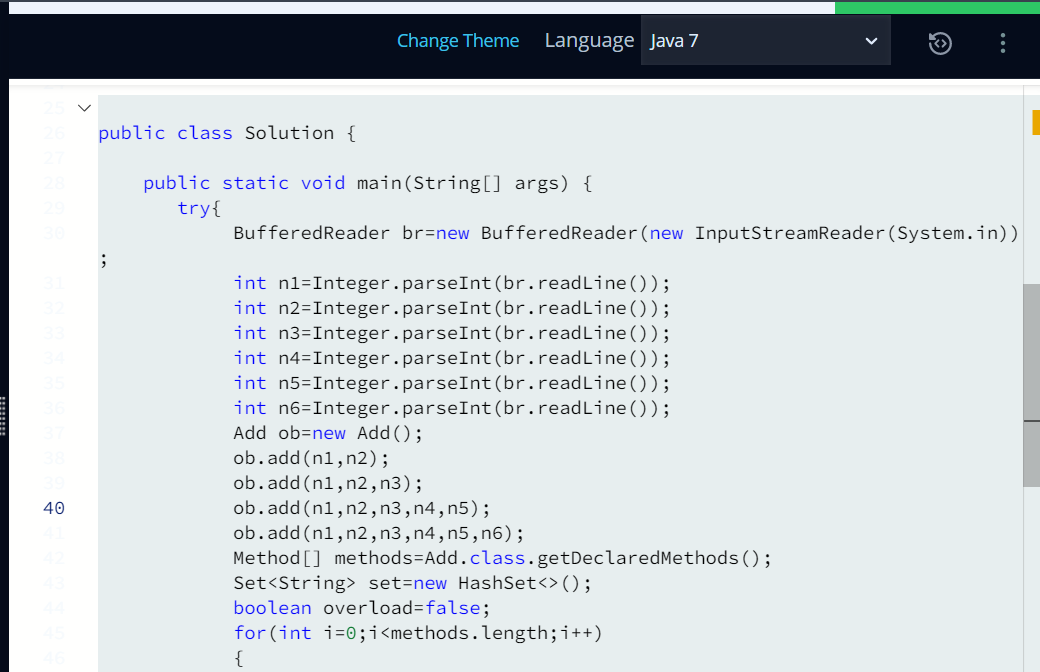 Change Theme Language Java 7
25
26 public class Solution {
27
28 public static void main(String[] args) {
29 try{
30 BufferedReader br=new BufferedReader(new InputStreamReader(System.in))
;
31 int n1=Integer.parseInt(br.readLine());
32 int n2=Integer.parseInt(br.readLine());
33 int n3=Integer.parseInt(br.readLine());
34 int n4=Integer.parseInt(br.readLine());
35 int n5=Integer.parseInt(br.readLine());
36 int n6=Integer.parseInt(br.readLine());
37 Add ob=new Add();
38 ob.add(n1,n2);
39 ob.add(n1,n2,n3);
40 ob.add(n1,n2,n3,n4,n5);
41 ob.add(n1,n2,n3,n4,n5,n6);
42 Method[] methods=Add.class.getDeclaredMethods();
43 Set<String> set=new HashSet<>();
44 boolean overload=false;
45 for(int i=0;i<methods.length;i++)
46 {